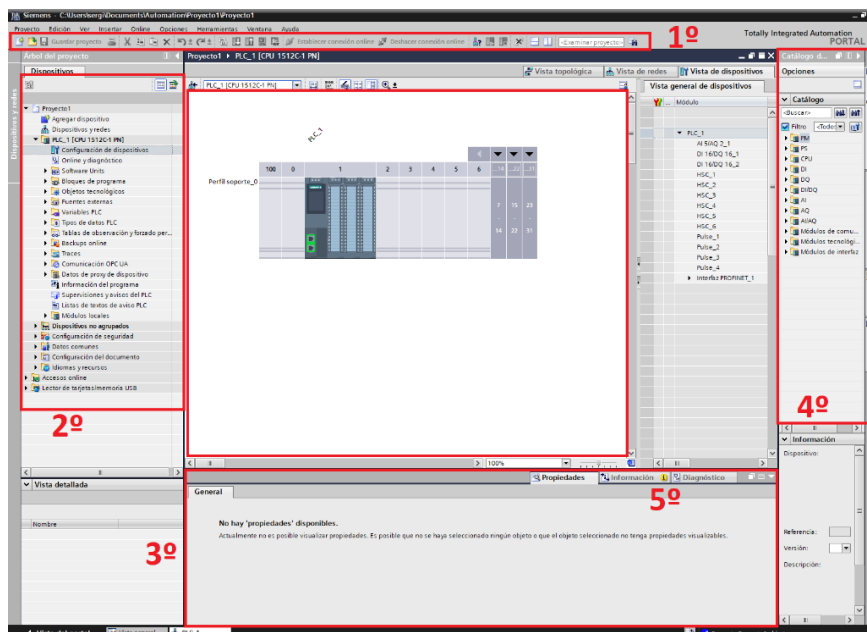 Siemens - C:\Users\sergi\Documents\Automation\Proyecto1\Proyecto1
Proyecto Edición Ver Insertar Online Opciones Herramientas Ventana Ayuda
Totally Integrated Automation
PORTAL
Guardar proyecto
Establecer conexión online
Deshacer conexión online
<Examinar proyecto>
1º
Árbol del proyecto
Dispositivos
Dispositivos y redes
Proyecto1
Agregar dispositivo
Dispositivos y redes
PLC_1 [CPU 1512C-1 PN]
Configuración de dispositivos
Online y diagnóstico
Software Units
Bloques de programa
Objetos tecnológicos
Fuentes externas
Variables PLC
Tipos de datos PLC
Tablas de observación y forzado per...
Backups online
Traces
Comunicación OPC UA
Datos de proxy de dispositivo
Información del programa
Supervisiones y avisos del PLC
Listas de textos de aviso PLC
Módulos locales
Dispositivos no agrupados
Configuración de seguridad
Datos comunes
Configuración del documento
Idiomas y recursos
Accesos online
Lector de tarjetas/memoria USB
2º
Vista detallada
Nombre
3º
Proyecto1 ▸ PLC_1 [CPU 1512C-1 PN]
Vista topológica
Vista de redes
Vista de dispositivos
PLC_1 [CPU 1512C-1 PN]
PLC_1
100 0 1 2 3 4 5 6
Perfil soporte_0
7 15 23
14 22 31
100%
Vista general de dispositivos
Módulo
PLC_1
AI 5/AQ 2_1
DI 16/DQ 16_1
DI 16/DQ 16_2
HSC_1
HSC_2
HSC_3
HSC_4
HSC_5
HSC_6
Pulse_1
Pulse_2
Pulse_3
Pulse_4
Interfaz PROFINET_1
Propiedades
Información
Diagnóstico
5º
General
No hay 'propiedades' disponibles.
Actualmente no es posible visualizar propiedades. Es posible que no se haya seleccionado ningún objeto o que el objeto seleccionado no tenga propiedades visualizables.
Catálogo d...
Opciones
Catálogo
<Buscar>
Filtro
<Todo>
PM
PS
CPU
DI
DQ
DI/DQ
AI
AQ
AI/AQ
Módulos de comu...
Módulos tecnológi...
Módulos de interfaz
4º
Información
Dispositivo:
Referencia:
Versión:
Descripción: